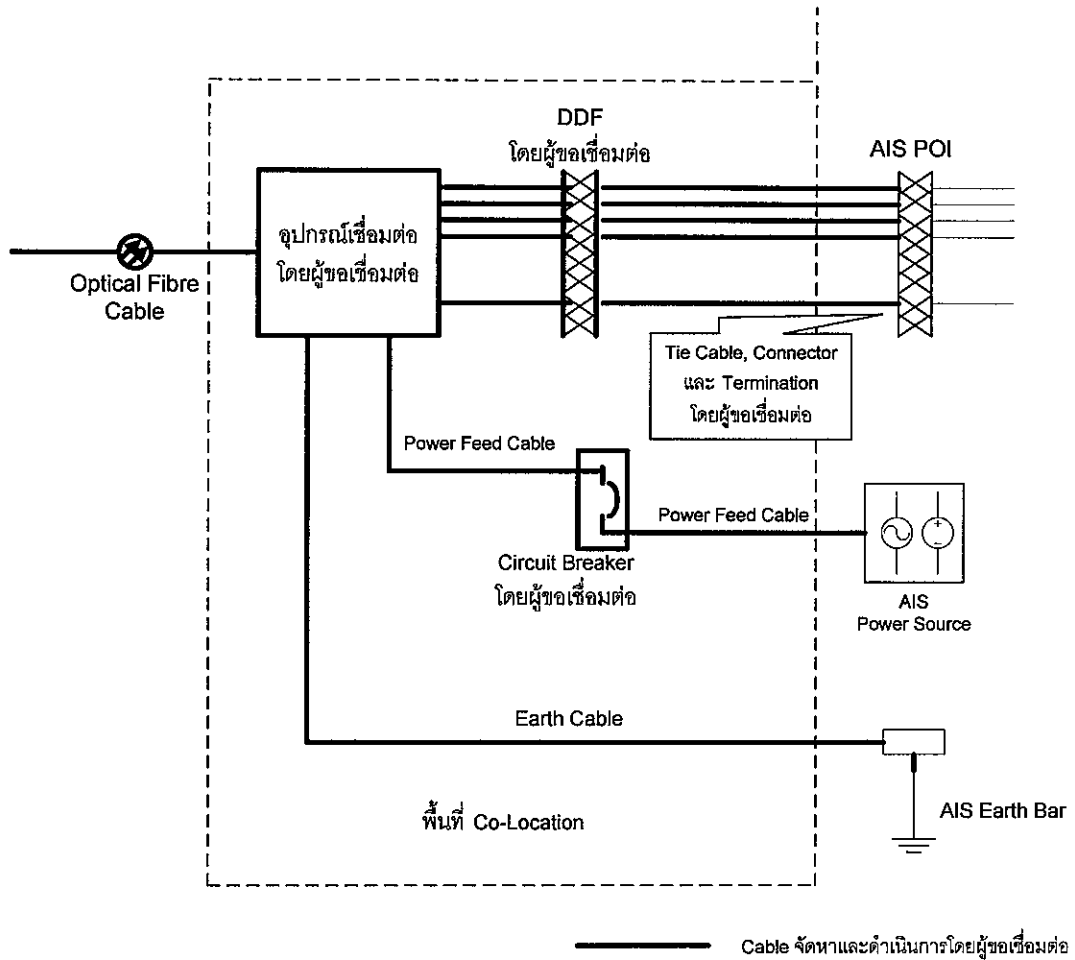 DDF
โดยผู้ขอเชื่อมต่อ
AIS POI
อุปกรณ์เชื่อมต่อ
โดยผู้ขอเชื่อมต่อ
Optical Fibre
Cable
Tie Cable, Connector
และ Termination
โดยผู้ขอเชื่อมต่อ
Power Feed Cable
Power Feed Cable
Circuit Breaker
โดยผู้ขอเชื่อมต่อ
AIS
Power Source
Earth Cable
AIS Earth Bar
พื้นที่ Co-Location
Cable จัดหาและดำเนินการโดยผู้ขอเชื่อมต่อ